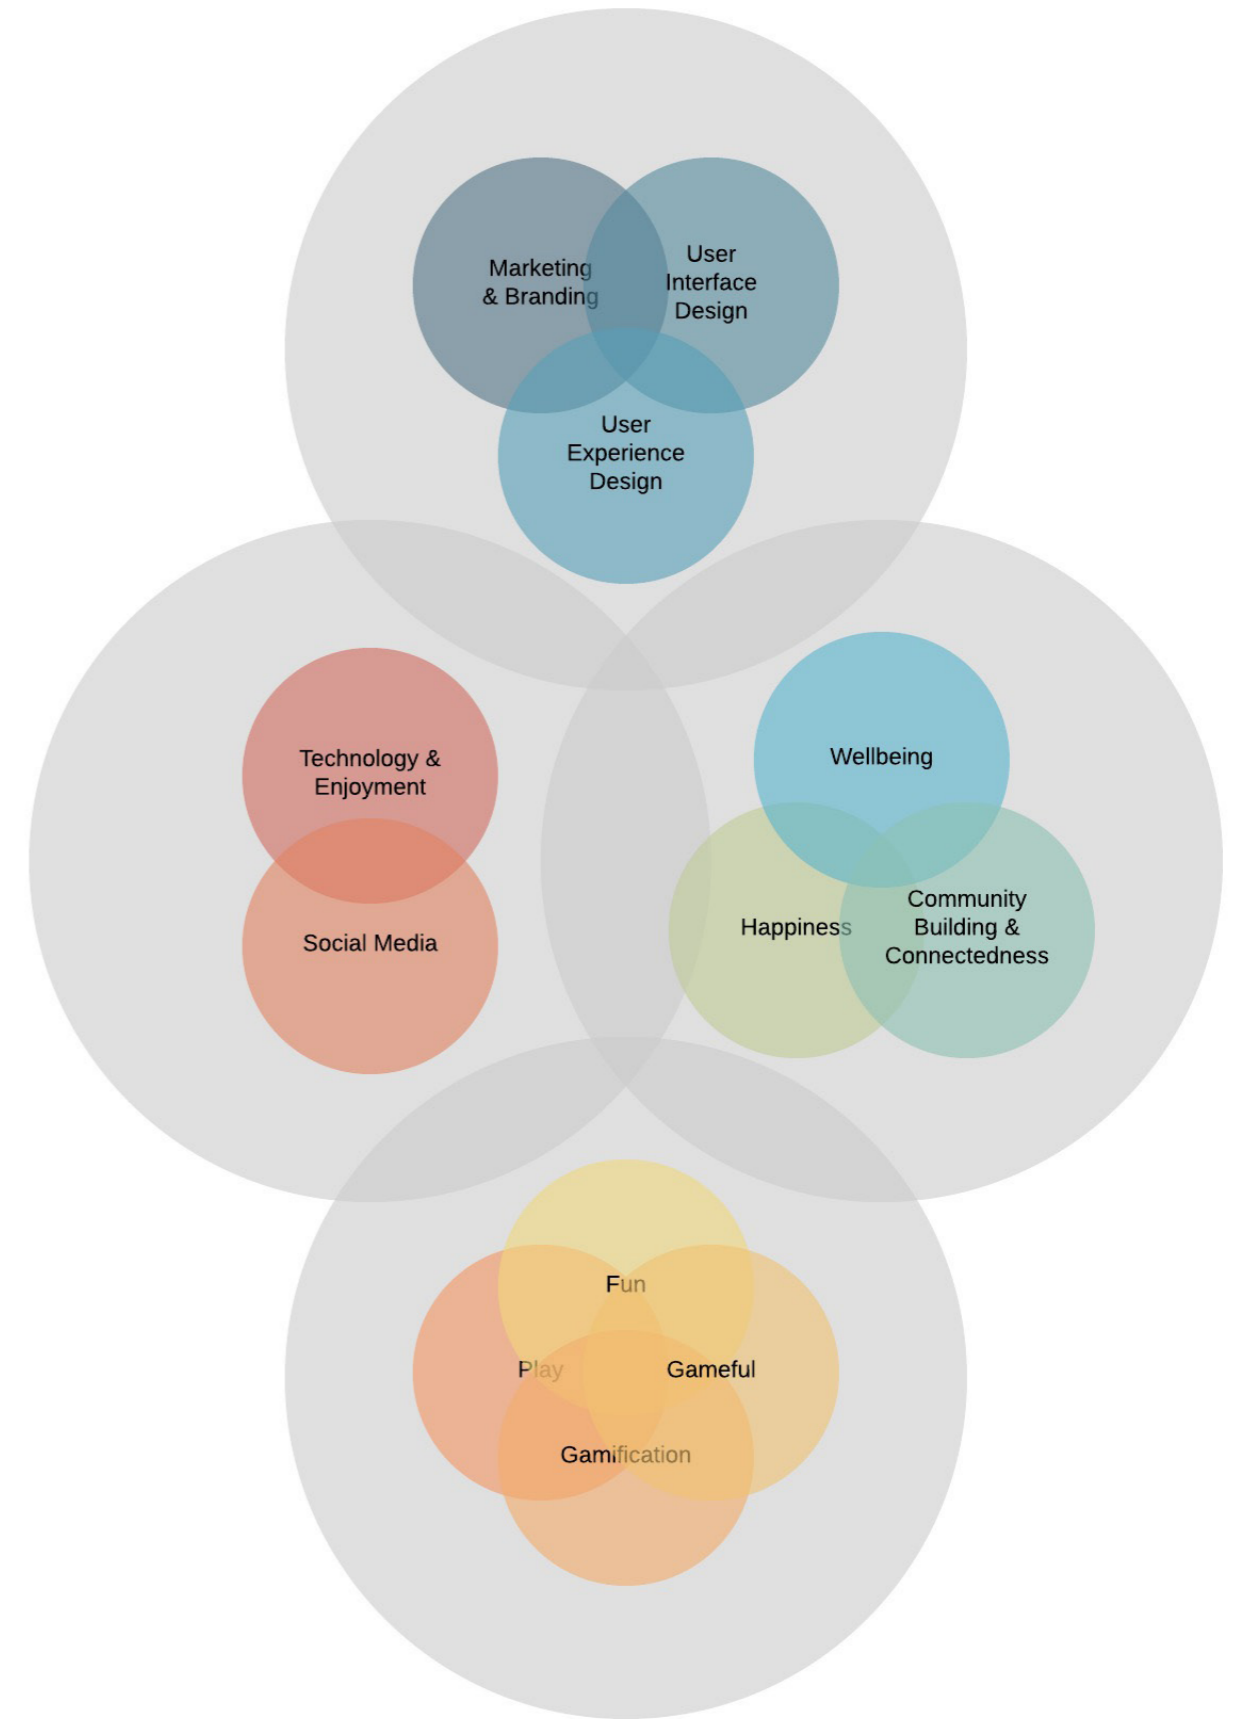 Marketing
& Branding
User
Interface
Design
User
Experience
Design
Technology &
Enjoyment
Social Media
Wellbeing
Happiness
Community
Building &
Connectedness
Fun
Play
Gameful
Gamification